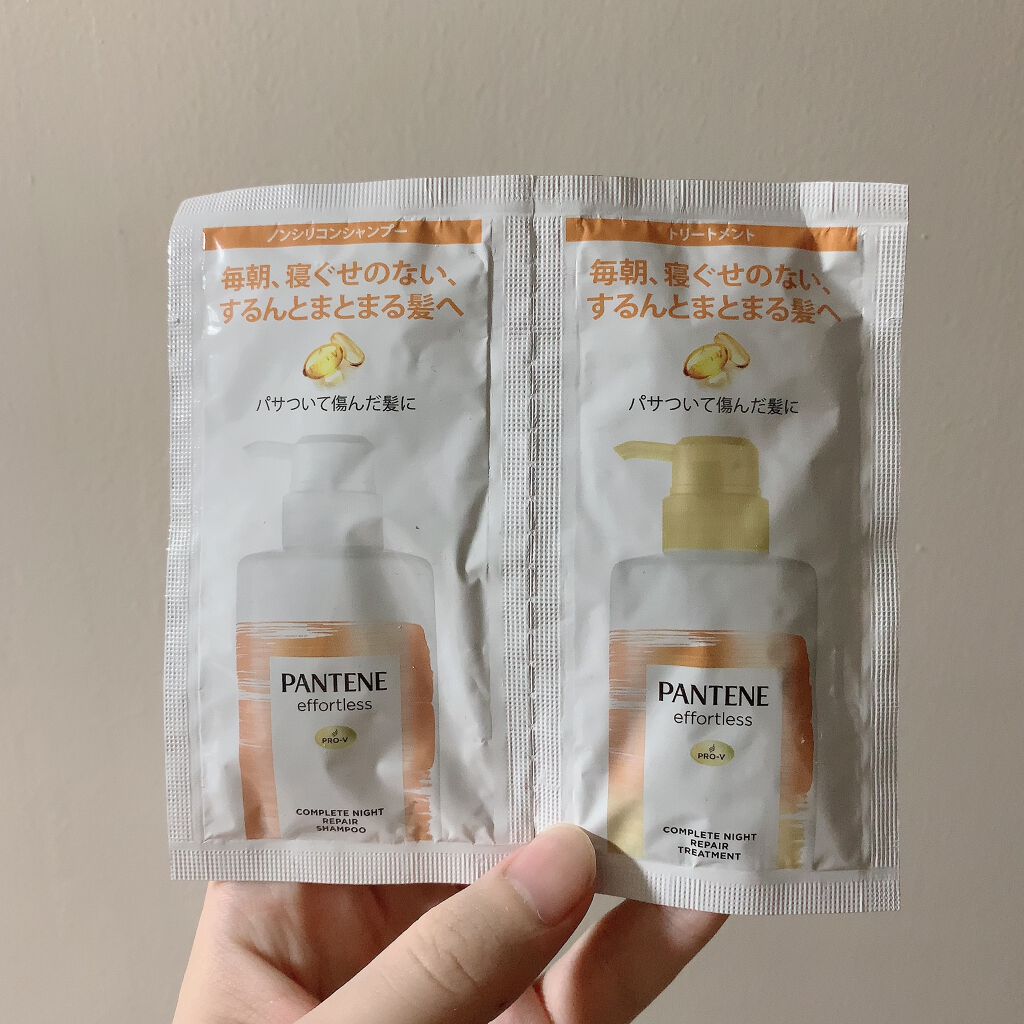 ノンシリコンシャンプー
毎朝、寝ぐせのない、
するんとまとまる髪へ
パサついて傷んだ髪に
PANTENE
effortless
PRO-V
COMPLETE NIGHT
REPAIR
SHAMPOO
トリートメント
毎朝、寝ぐせのない、
するんとまとまる髪へ
パサついて傷んだ髪に
PANTENE
effortless
PRO-V
COMPLETE NIGHT
REPAIR
TREATMENT